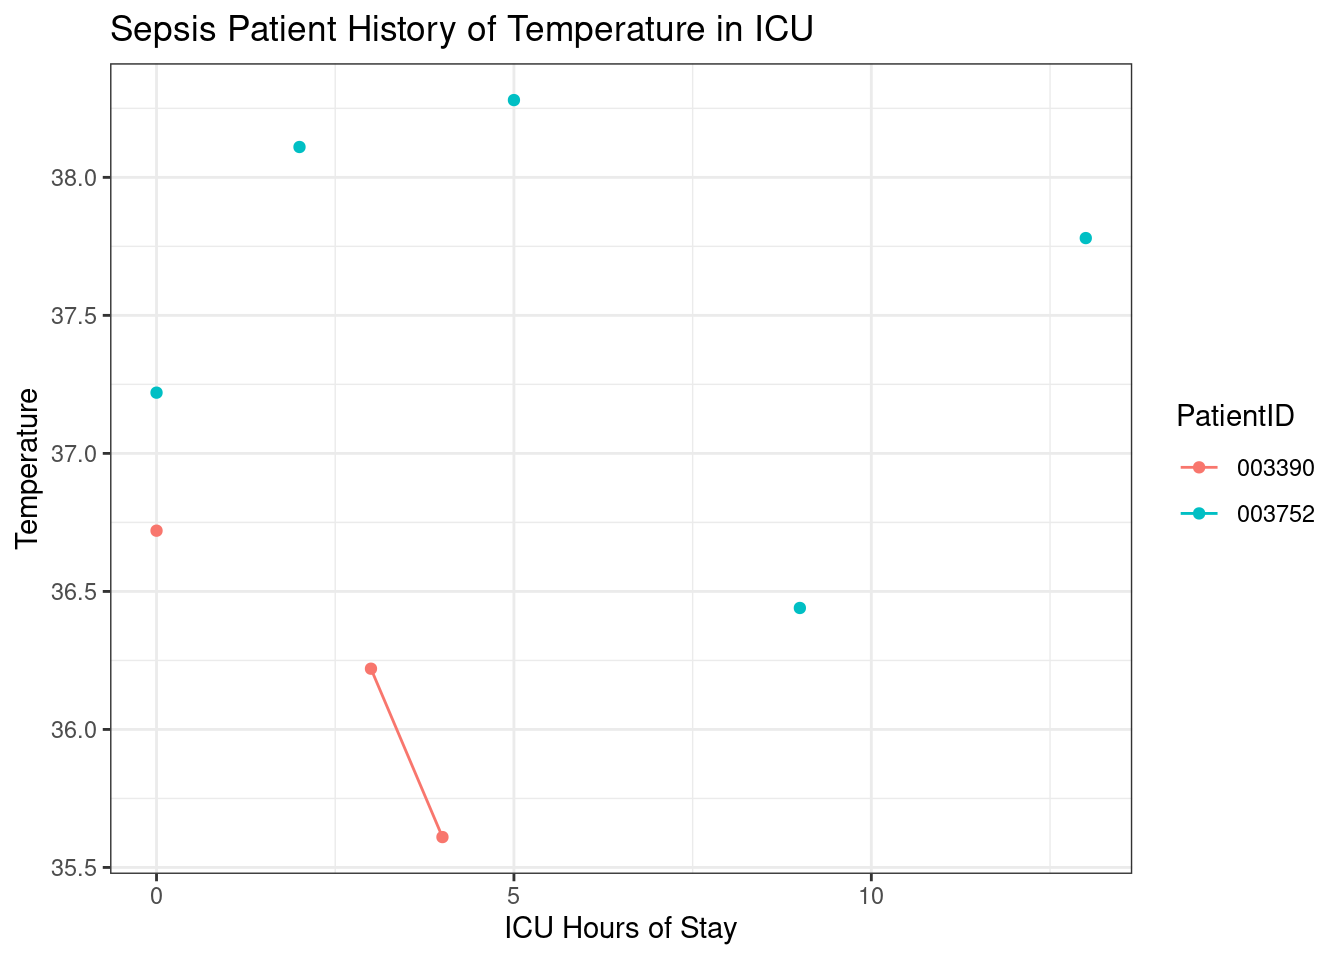 Sepsis Patient History of Temperature in ICU
38.0
37.5
37.0
36.5
36.0
35.5
Temperature
0 5 10
ICU Hours of Stay
PatientID
003390
003752